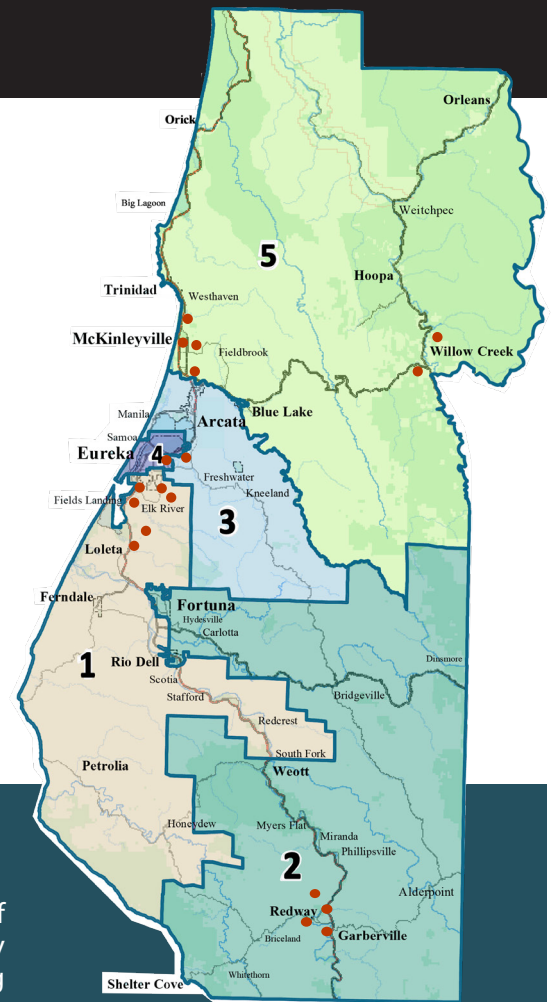 Orleans
Orick
Big Lagoon
Weitchpec
5
Hoopa
Trinidad
Westhaven
McKinleyville
Fieldbrook
Willow Creek
Manila
Arcata
Blue Lake
Samoa
Eureka
4
Freshwater
Kneeland
Fields Landing
Elk River
3
Loleta
Ferndale
Fortuna
Hydesville
Carlotta
1
Rio Dell
Dinsmore
Scotia
Stafford
Bridgeville
Redcrest
South Fork
Petrolia
Weott
Honeydew
Myers Flat
Miranda
Phillipsville
2
Alderpoint
Redway
Briceland
Garberville
Whitethorn
Shelter Cove
f
y
g